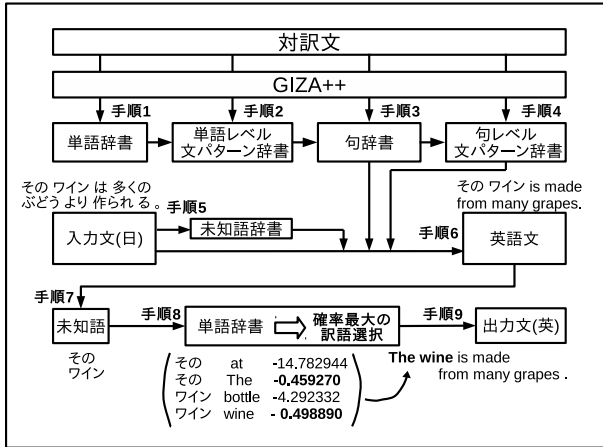 対訳文
GIZA++
手順1
手順2
手順3
手順4
単語辞書
単語レベル
文パターン辞書
句辞書
句レベル
文パターン辞書
その ワイン は 多くの
ぶどう より 作られ る 。
手順5
その ワイン is made
from many grapes.
入力文(日)
未知語辞書
手順6
英語文
手順7
未知語
手順8
単語辞書
確率最大の
訳語選択
手順9
出力文(英)
その
ワイン
その at -14.782944
その The -0.459270
ワイン bottle -4.292332
ワイン wine - 0.498890
The wine is made
from many grapes .